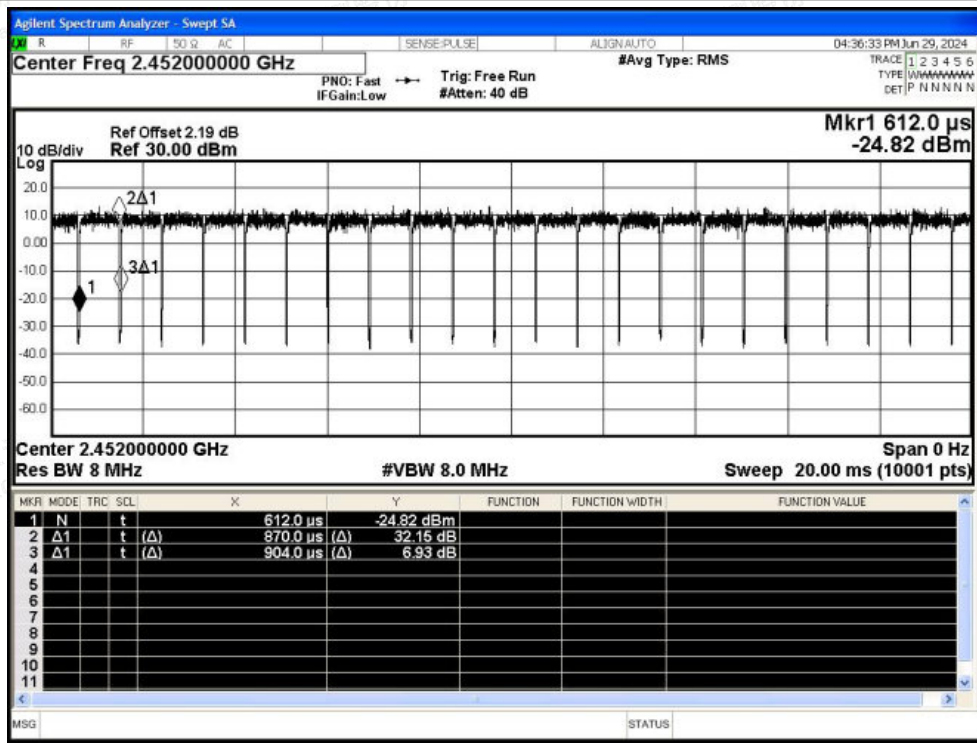 Agilent Spectrum Analyzer - Swept SA
LXI R RF 50 Ω AC SENSE:PULSE ALIGNAUTO 04:36:33 PM Jun 29, 2024
Center Freq 2.452000000 GHz #Avg Type: RMS TRACE 1 2 3 4 5 6
PNO: Fast Trig: Free Run TYPE WWWWWW
IFGain:Low #Atten: 40 dB DET P N N N N N
Mkr1 612.0 µs
Ref Offset 2.19 dB
10 dB/div Ref 30.00 dBm -24.82 dBm
Log
20.0
2Δ1
10.0
0.00
-10.0
3Δ1
1
-20.0
-30.0
-40.0
-50.0
-60.0
Center 2.452000000 GHz Span 0 Hz
Res BW 8 MHz #VBW 8.0 MHz Sweep 20.00 ms (10001 pts)
MKR MODE TRC SCL X Y FUNCTION FUNCTION WIDTH FUNCTION VALUE
1 N t 612.0 µs -24.82 dBm
2 Δ1 t (Δ) 870.0 µs (Δ) 32.15 dB
3 Δ1 t (Δ) 904.0 µs (Δ) 6.93 dB
4
5
6
7
8
9
10
11
MSG STATUS